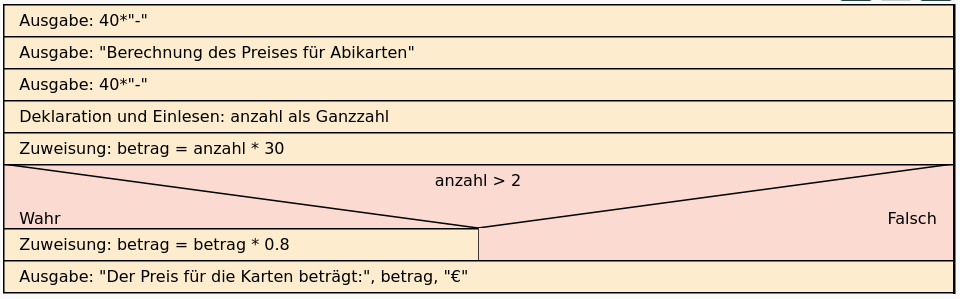 Ausgabe: 40*"-"
Ausgabe: "Berechnung des Preises für Abikarten"
Ausgabe: 40*"-"
Deklaration und Einlesen: anzahl als Ganzzahl
Zuweisung: betrag = anzahl * 30
anzahl > 2
Wahr Falsch
Zuweisung: betrag = betrag * 0.8
Ausgabe: "Der Preis für die Karten beträgt:", betrag, "€"